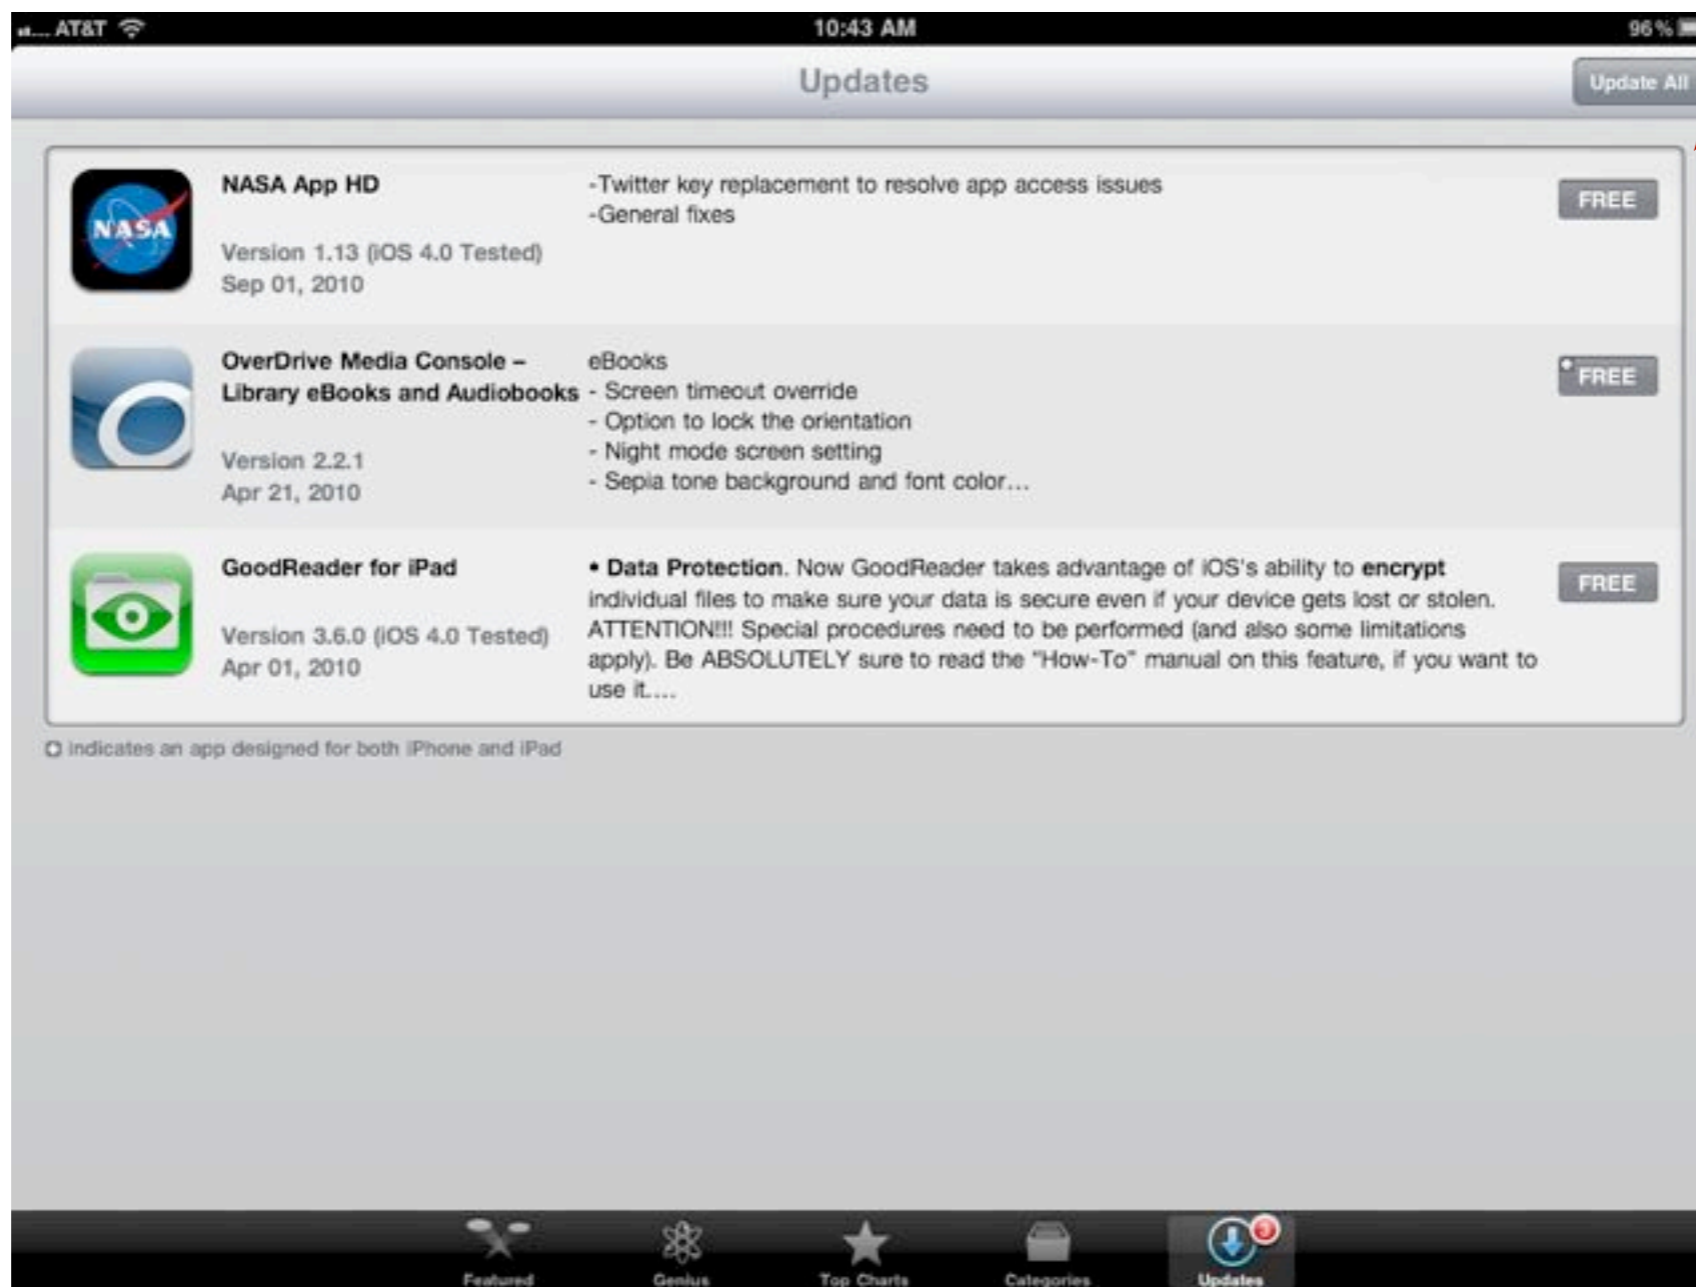 AT&T 10:43 AM 96%
Updates
Update All
NASA
NASA App HD
Version 1.13 (iOS 4.0 Tested)
Sep 01, 2010
-Twitter key replacement to resolve app access issues
-General fixes
FREE
OverDrive Media Console –
Library eBooks and Audiobooks
Version 2.2.1
Apr 21, 2010
eBooks
- Screen timeout override
- Option to lock the orientation
- Night mode screen setting
- Sepia tone background and font color...
FREE
GoodReader for iPad
Version 3.6.0 (iOS 4.0 Tested)
Apr 01, 2010
• Data Protection. Now GoodReader takes advantage of iOS's ability to encrypt
individual files to make sure your data is secure even if your device gets lost or stolen.
ATTENTION!!! Special procedures need to be performed (and also some limitations
apply). Be ABSOLUTELY sure to read the "How-To" manual on this feature, if you want to
use it....
FREE
indicates an app designed for both iPhone and iPad
3
Featured Genius Top Charts Categories Updates